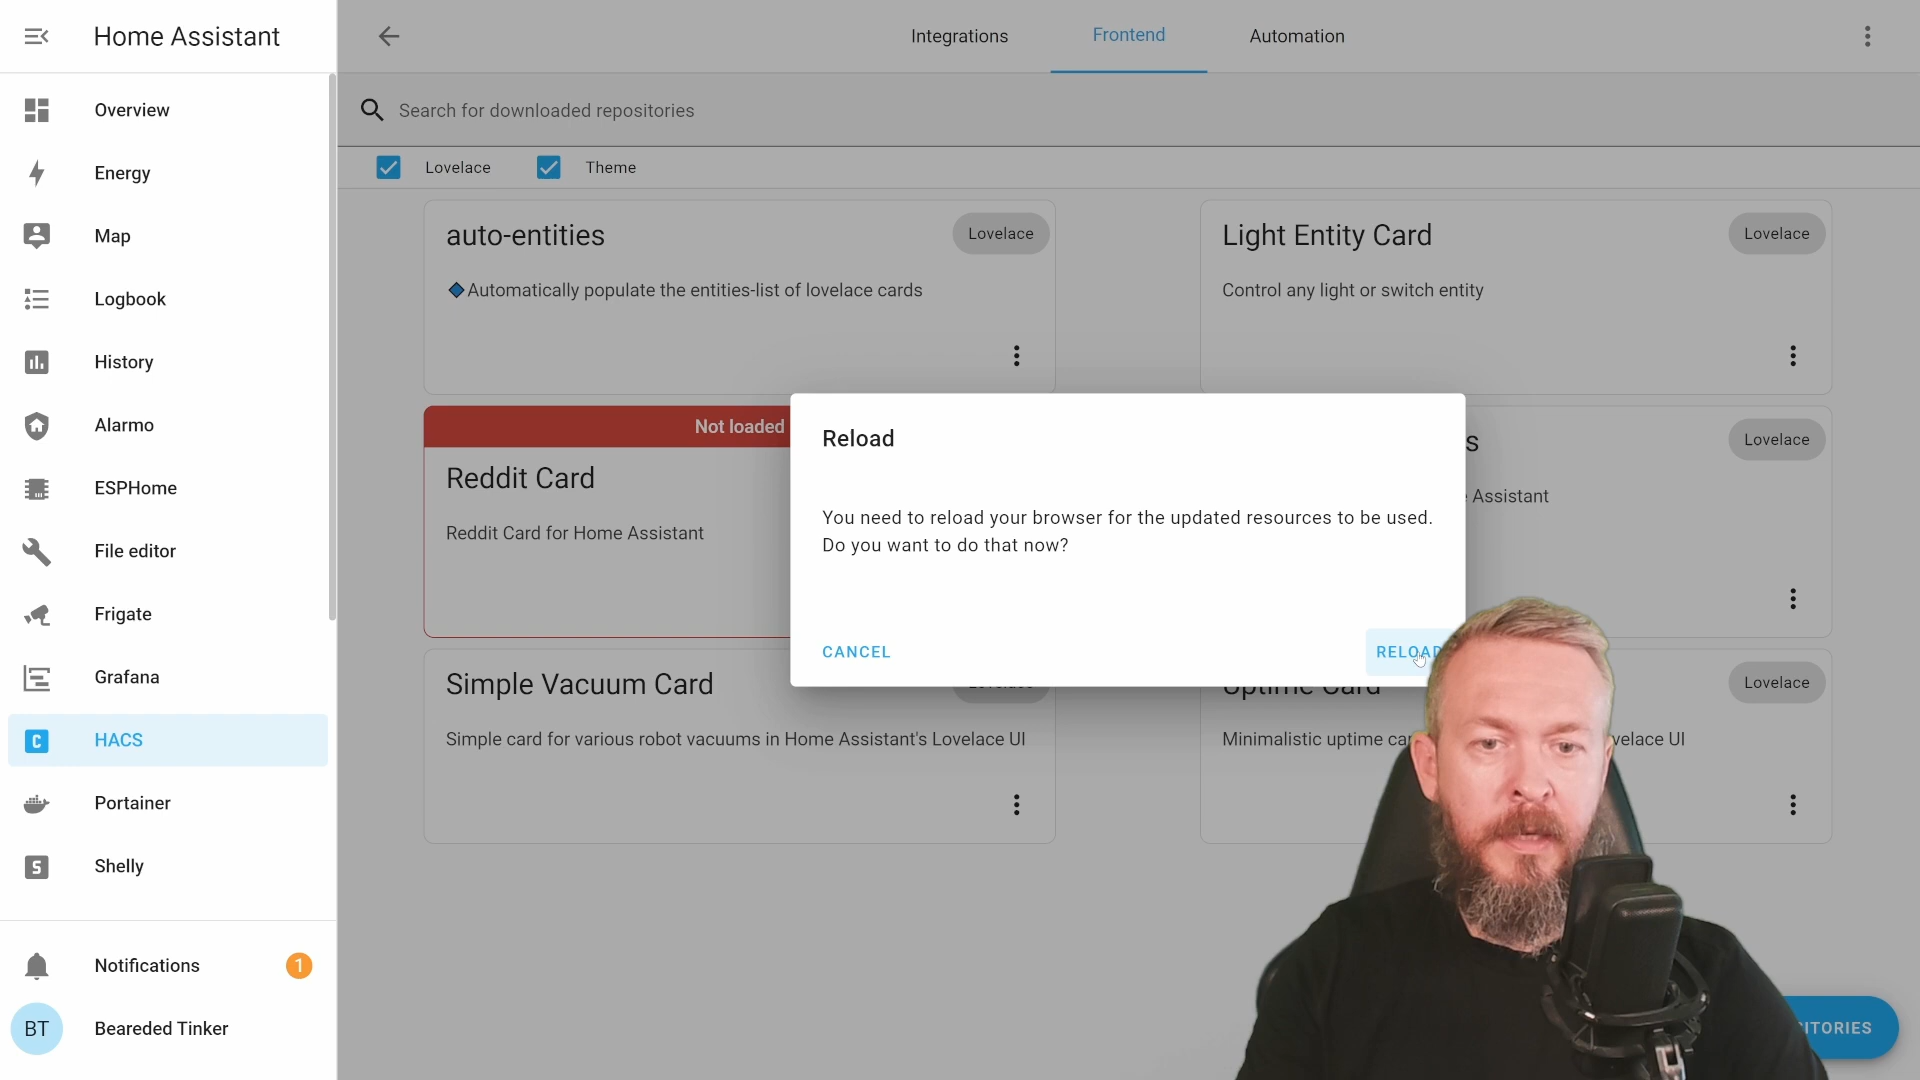 Home Assistant
Integrations
Frontend
Automation
Overview
Search for downloaded repositories
Energy
Lovelace
Theme
Map
auto-entities
Lovelace
Automatically populate the entities-list of lovelace cards
Light Entity Card
Lovelace
Control any light or switch entity
Logbook
History
Alarmo
ESPHome
File editor
Frigate
Grafana
C
HACS
Portainer
S
Shelly
Not loaded
Reddit Card
Reddit Card for Home Assistant
s
Lovelace
Assistant
Reload
You need to reload your browser for the updated resources to be used.
Do you want to do that now?
CANCEL
RELOAD
Simple Vacuum Card
Simple card for various robot vacuums in Home Assistant's Lovelace UI
Uptime Card
Lovelace
Minimalistic uptime car
velace UI
Notifications
1
BT
Beareded Tinker
ITORIES